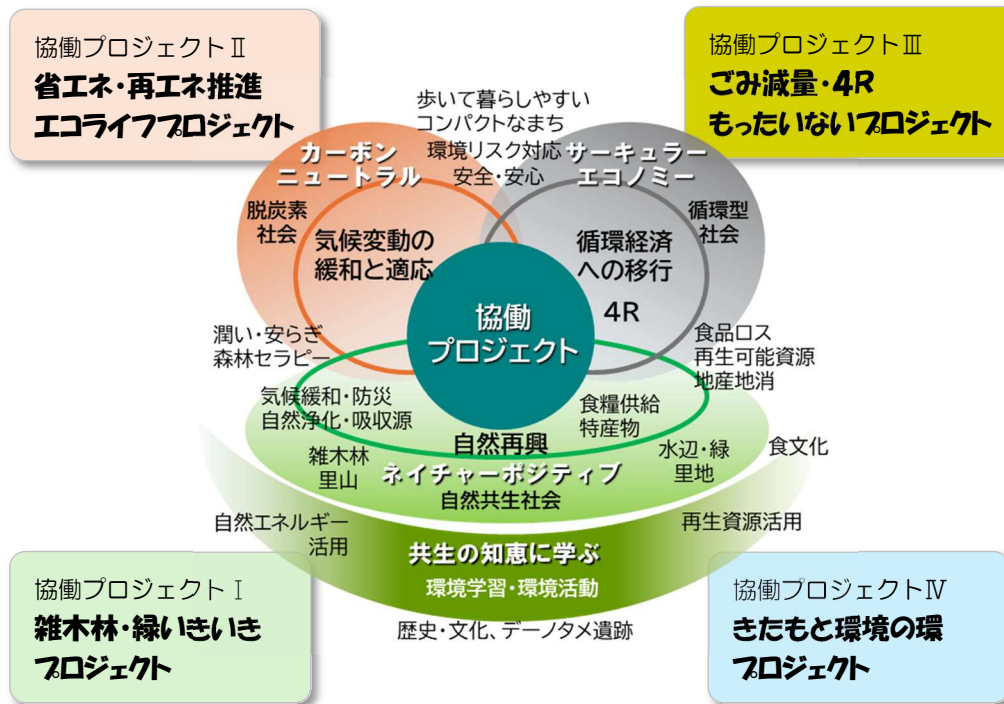 協働プロジェクトⅡ
省エネ・再エネ推進
エコライフプロジェクト
協働プロジェクトⅢ
ごみ減量・4R
もったいないプロジェクト
歩いて暮らしやすい
コンパクトなまち
環境リスク対応
安全・安心
カーボン
ニュートラル
サーキュラー
エコノミー
脱炭素
社会
気候変動の
緩和と適応
循環経済
への移行
4R
循環型
社会
協働
プロジェクト
潤い・安らぎ
森林セラピー
食品ロス
再生可能資源
地産地消
気候緩和・防災
自然浄化・吸収源
食糧供給
特産物
自然再興
ネイチャーポジティブ
自然共生社会
雑木林
里山
水辺・緑
里地
食文化
自然エネルギー
活用
再生資源活用
共生の知恵に学ぶ
環境学習・環境活動
歴史・文化、デーノタメ遺跡
協働プロジェクトⅠ
雑木林・緑いきいき
プロジェクト
協働プロジェクトⅣ
きたもと環境の環
プロジェクト